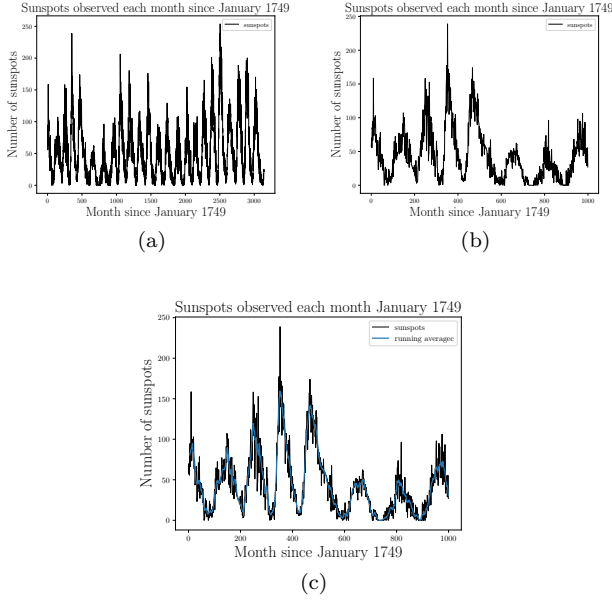 Sunspots observed each month since January 1749
sunspots
Number of sunspots
250
200
150
100
50
0
0 500 1000 1500 2000 2500 3000
Month since January 1749
(a)
Sunspots observed each month since January 1749
sunspots
Number of sunspots
250
200
150
100
50
0
0 200 400 600 800 1000
Month since January 1749
(b)
Sunspots observed each month January 1749
sunspots
running averagec
Number of sunspots
250
200
150
100
50
0
0 200 400 600 800 1000
Month since January 1749
(c)